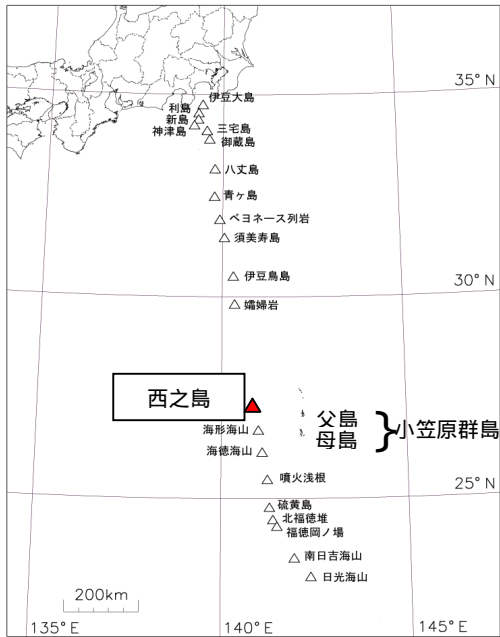 35°N
伊豆大島
利島
新島
神津島
三宅島
御蔵島
八丈島
青ヶ島
ベヨネース列岩
須美寿島
伊豆鳥島
30°N
孀婦岩
西之島
父島
母島
}小笠原群島
海形海山
海徳海山
噴火浅根
25°N
硫黄島
北福徳堆
福徳岡ノ場
南日吉海山
日光海山
200km
135°E
140°E
145°E